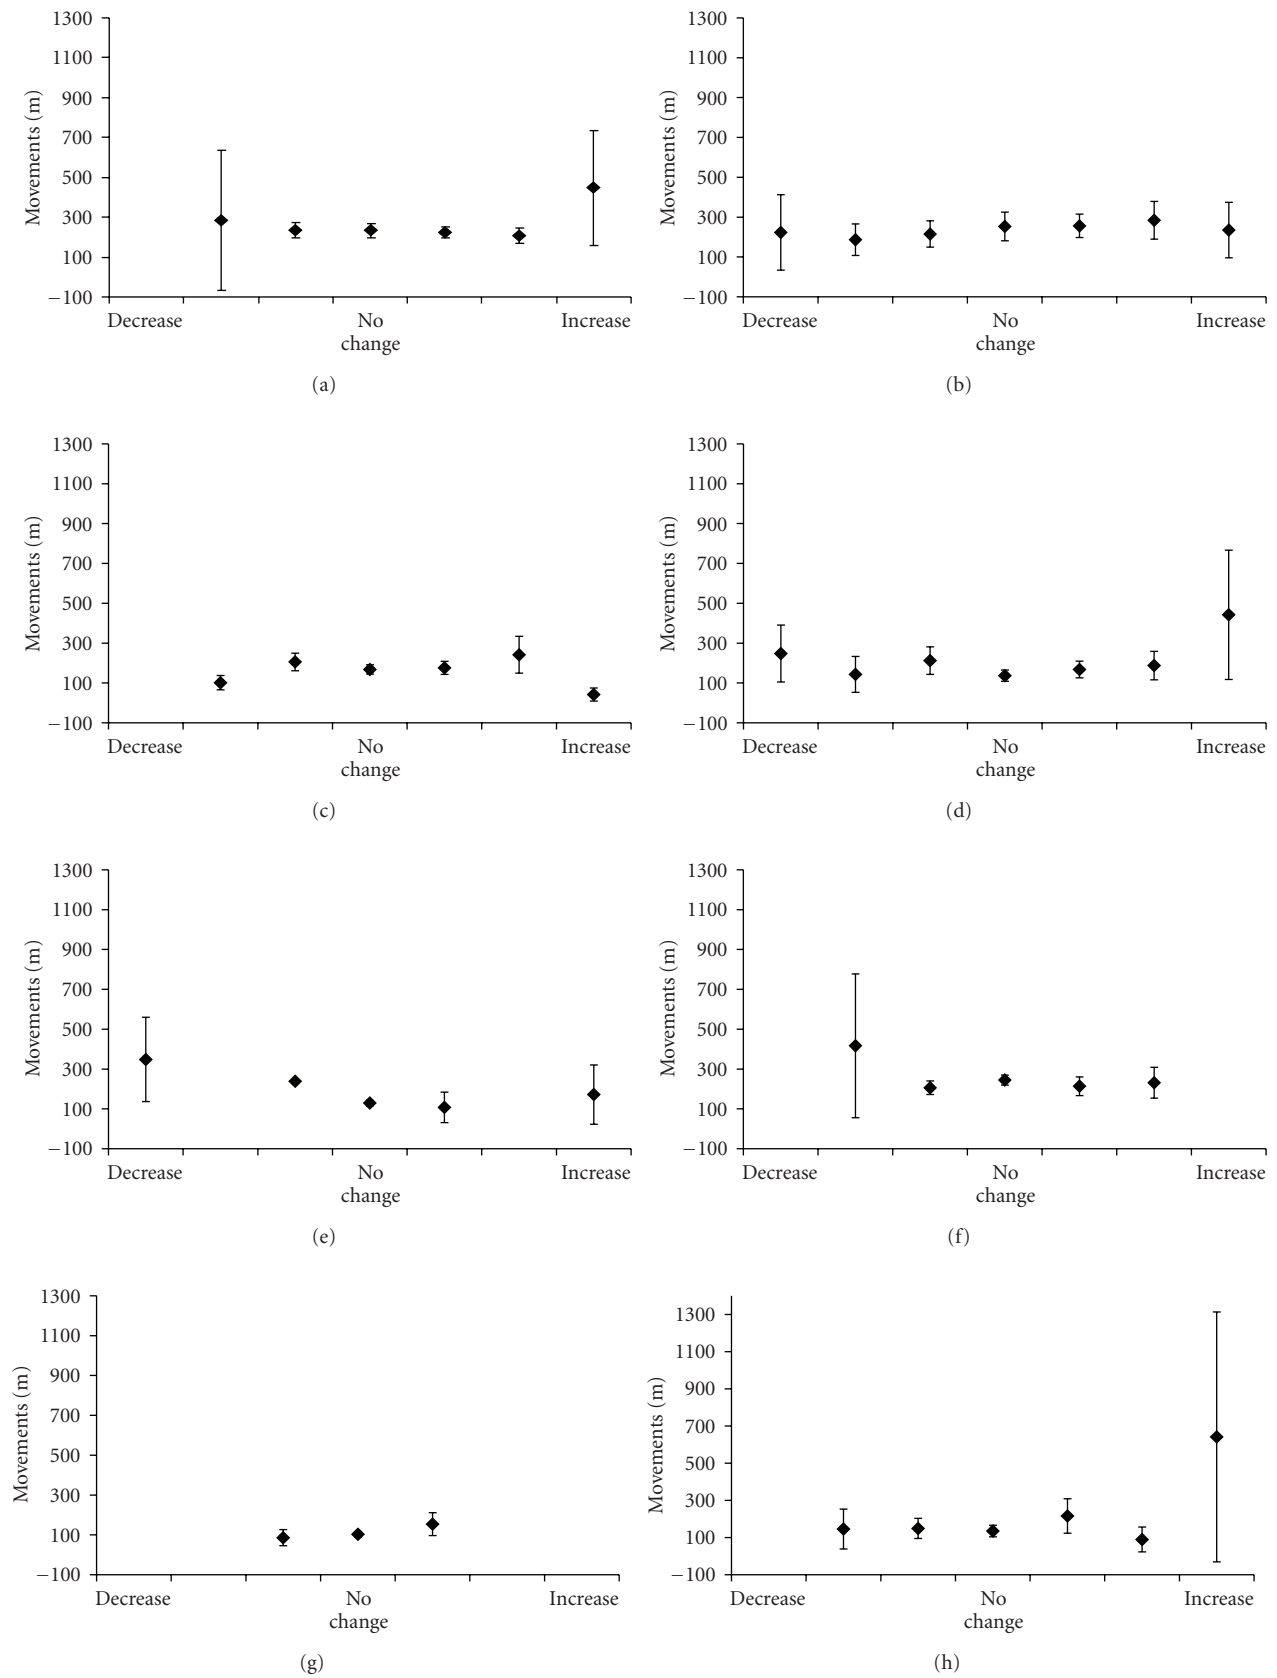 1300
1100
900
700
500
300
100
−100
Movements (m)
Decrease
No
change
Increase
(a)
1300
1100
900
700
500
300
100
−100
Movements (m)
Decrease
No
change
Increase
(b)
1300
1100
900
700
500
300
100
−100
Movements (m)
Decrease
No
change
Increase
(c)
1300
1100
900
700
500
300
100
−100
Movements (m)
Decrease
No
change
Increase
(d)
1300
1100
900
700
500
300
100
−100
Movements (m)
Decrease
No
change
Increase
(e)
1300
1100
900
700
500
300
100
−100
Movements (m)
Decrease
No
change
Increase
(f)
1300
1100
900
700
500
300
100
−100
Movements (m)
Decrease
No
change
Increase
(g)
1300
1100
900
700
500
300
100
−100
Movements (m)
Decrease
No
change
Increase
(h)